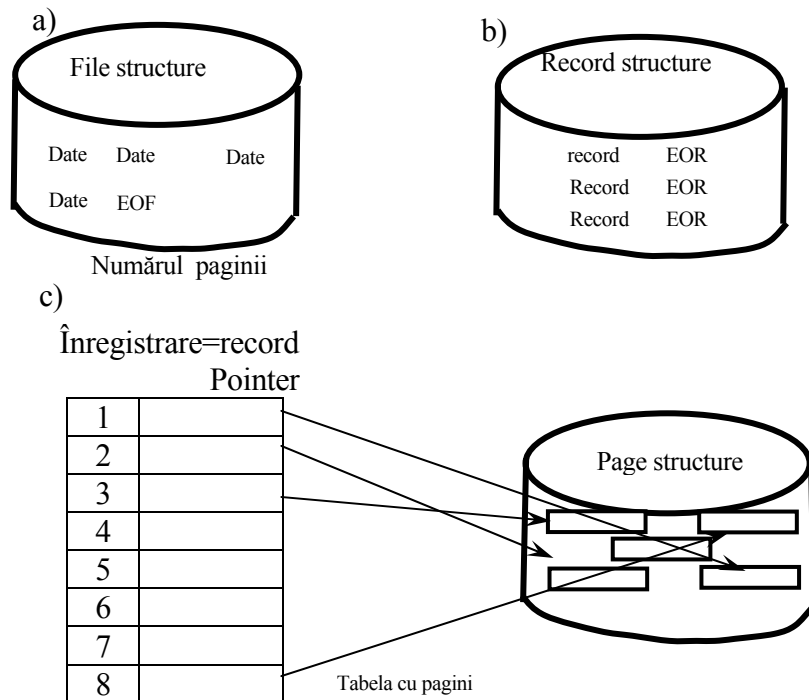 a)
File structure
Date Date Date
Date EOF
Numărul paginii
b)
Record structure
record EOR
Record EOR
Record EOR
c)
Înregistrare=record
Pointer
1
2
3
4
5
6
7
8
Page structure
Tabela cu pagini